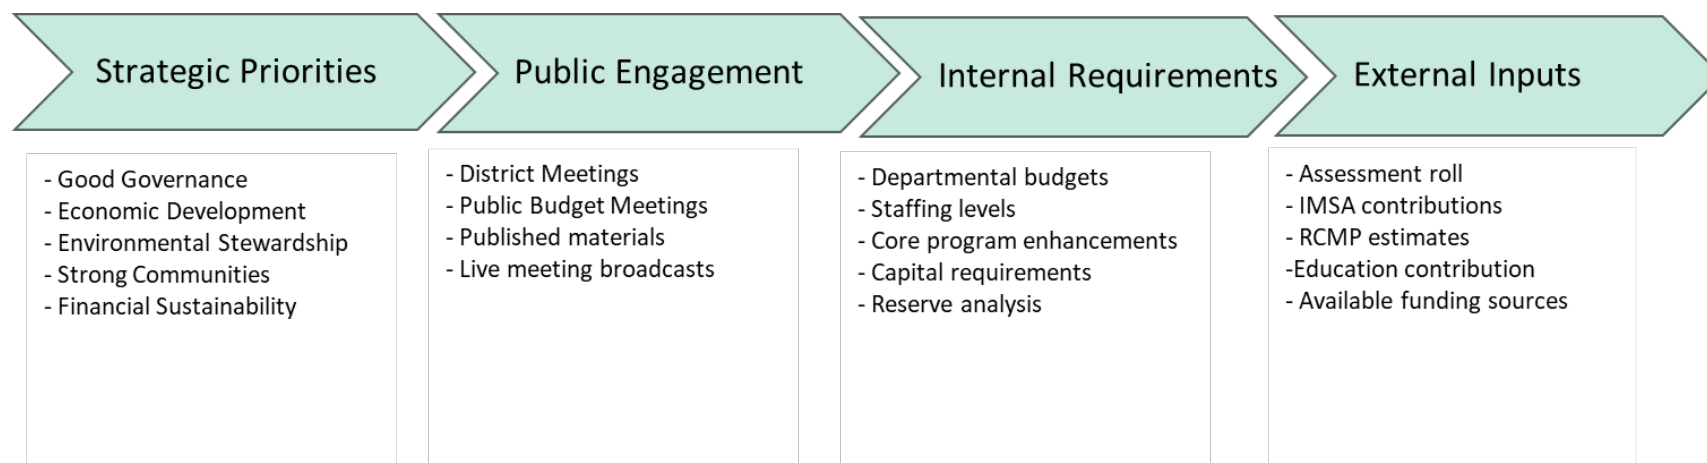 Strategic Priorities
- Good Governance
- Economic Development
- Environmental Stewardship
- Strong Communities
- Financial Sustainability
Public Engagement
- District Meetings
- Public Budget Meetings
- Published materials
- Live meeting broadcasts
Internal Requirements
- Departmental budgets
- Staffing levels
- Core program enhancements
- Capital requirements
- Reserve analysis
External Inputs
- Assessment roll
- IMSA contributions
- RCMP estimates
-Education contribution
- Available funding sources